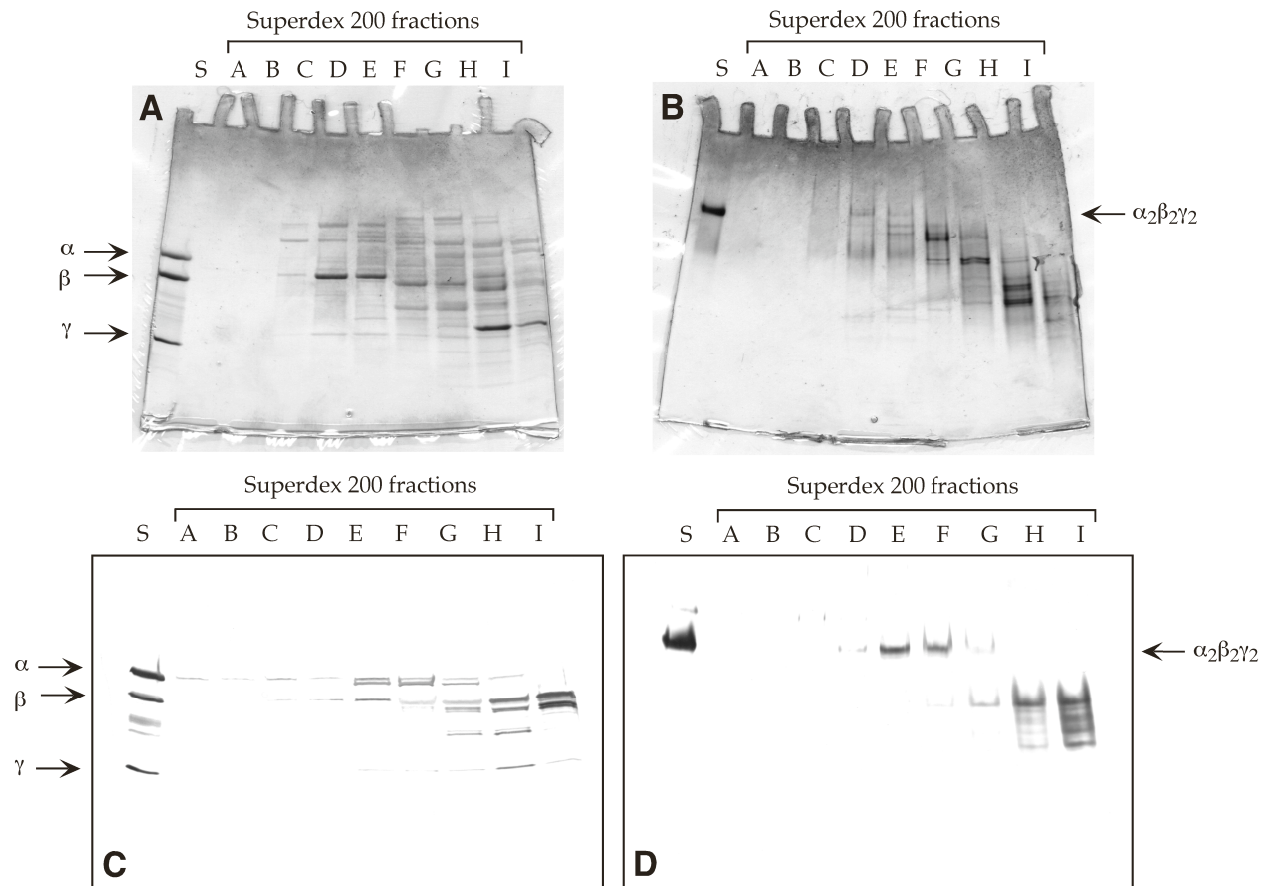 Superdex 200 fractions
S A B C D E F G H I
A
α
β
γ
Superdex 200 fractions
S A B C D E F G H I
B
α₂β₂γ₂
Superdex 200 fractions
S A B C D E F G H I
α
β
γ
C
Superdex 200 fractions
S A B C D E F G H I
α₂β₂γ₂
D